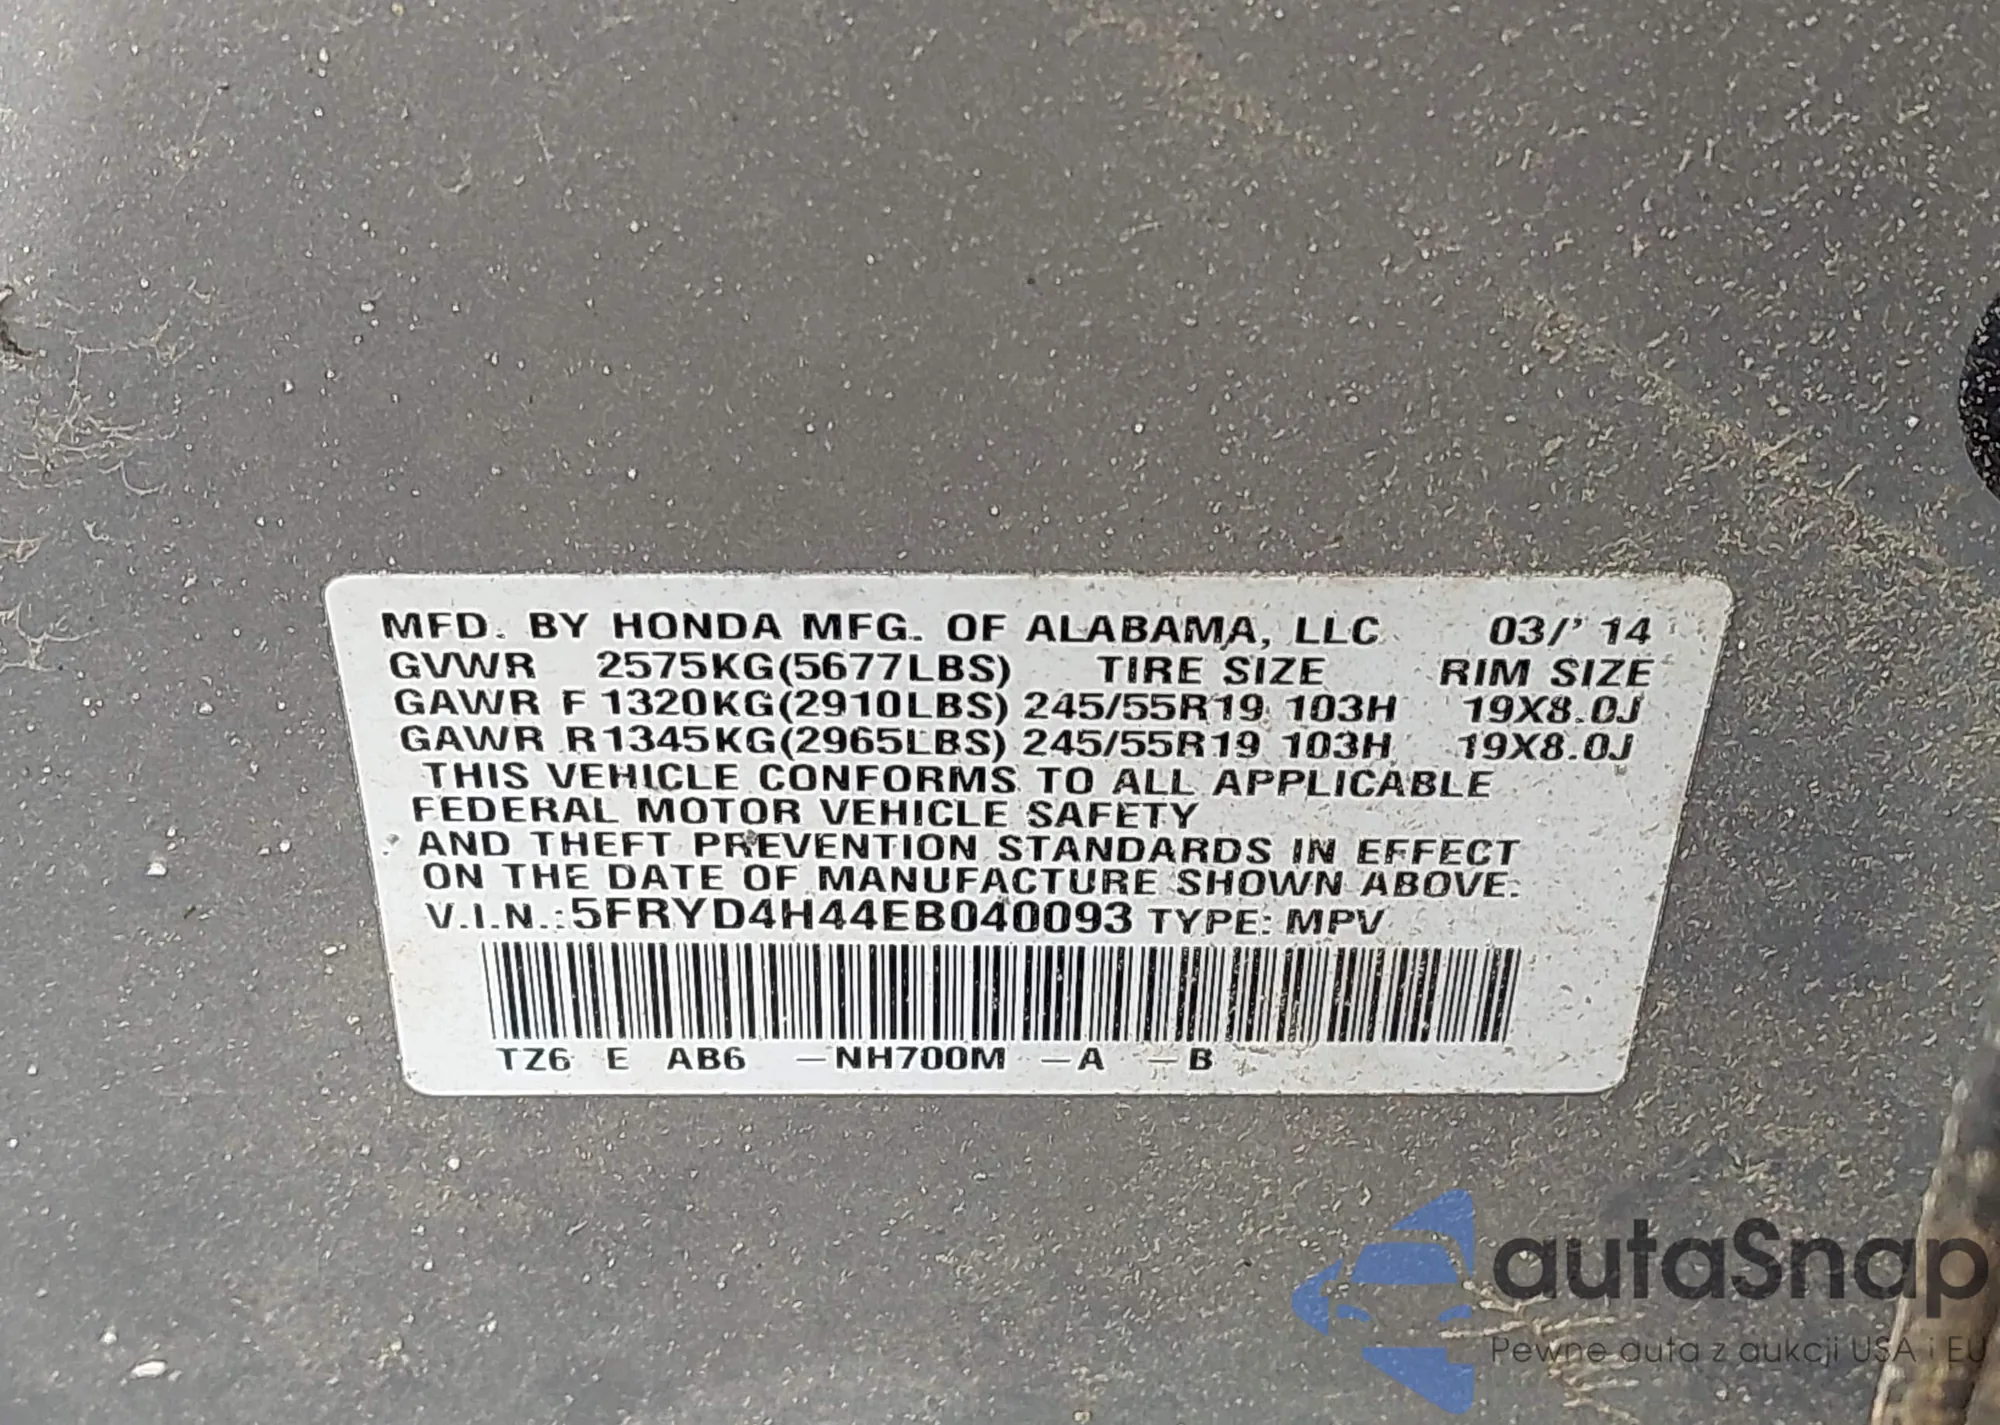 MFD. BY HONDA MFG. OF ALABAMA, LLC 03/'14
GVWR 2575KG(5677LBS) TIRE SIZE RIM SIZE
GAWR F 1320KG(2910LBS) 245/55R19 103H 19X8.0J
GAWR R 1345KG(2965LBS) 245/55R19 103H 19X8.0J
THIS VEHICLE CONFORMS TO ALL APPLICABLE
FEDERAL MOTOR VEHICLE SAFETY
AND THEFT PREVENTION STANDARDS IN EFFECT
ON THE DATE OF MANUFACTURE SHOWN ABOVE.
V.I.N.: 5FRYD4H44EB040093 TYPE: MPV
TZ6 E AB6 -NH700M -A -B
autaSnap
Pewne auta z aukcji USA i EU